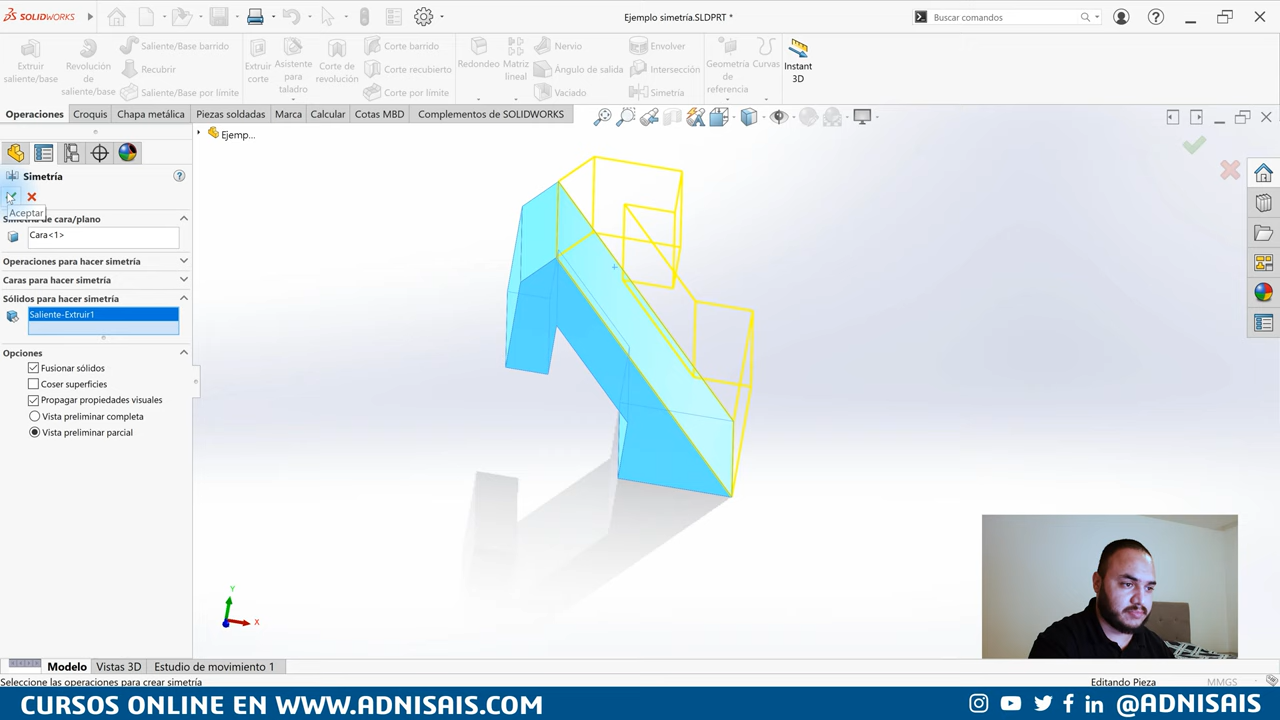 SOLIDWORKS
Ejemplo simetría.SLDPRT *
Buscar comandos
Extruir saliente/base
Revolución de saliente/base
Saliente/Base barrido
Recubrir
Saliente/Base por límite
Extruir corte
Asistente para taladro
Corte de revolución
Corte barrido
Corte recubierto
Corte por límite
Redondeo
Matriz lineal
Nervio
Ángulo de salida
Vaciado
Envolver
Intersección
Simetría
Geometría de referencia
Curvas
Instant 3D
Operaciones
Croquis
Chapa metálica
Piezas soldadas
Marca
Calcular
Cotas MBD
Complementos de SOLIDWORKS
Ejemp...
Simetría
Aceptar
Simetría de cara/plano
Cara<1>
Operaciones para hacer simetría
Caras para hacer simetría
Sólidos para hacer simetría
Saliente-Extruir1
Opciones
Fusionar sólidos
Coser superficies
Propagar propiedades visuales
Vista preliminar completa
Vista preliminar parcial
Y
X
Modelo
Vistas 3D
Estudio de movimiento 1
Seleccione las operaciones para crear simetría
Editando Pieza
MMGS
CURSOS ONLINE EN WWW.ADNISAIS.COM
@ADNISAIS